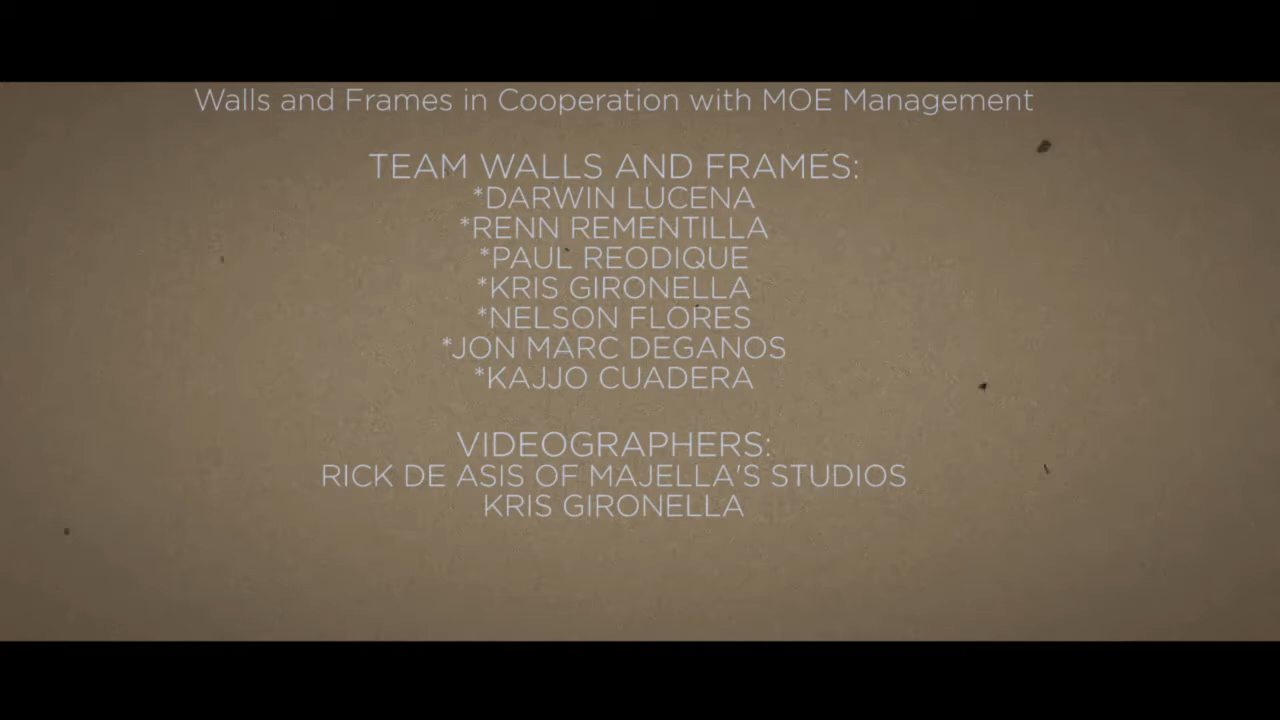 Walls and Frames in Cooperation with MOE Management
TEAM WALLS AND FRAMES:
*DARWIN LUCENA
*RENN REMENTILLA
*PAUL REODIQUE
*KRIS GIRONELLA
*NELSON FLORES
*JON MARC DEGANOS
*KAJJO CUADERA
VIDEOGRAPHERS:
RICK DE ASIS OF MAJELLA'S STUDIOS
KRIS GIRONELLA